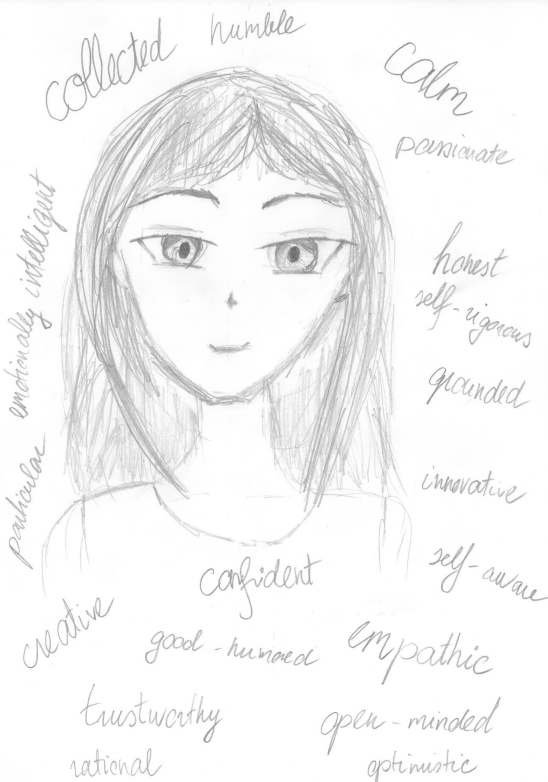 collected
humble
calm
passionate
emotionally intelligent
honest
self-rigorous
grounded
particular
innovative
confident
self-aware
creative
good-humored
empathic
trustworthy
open-minded
rational
optimistic